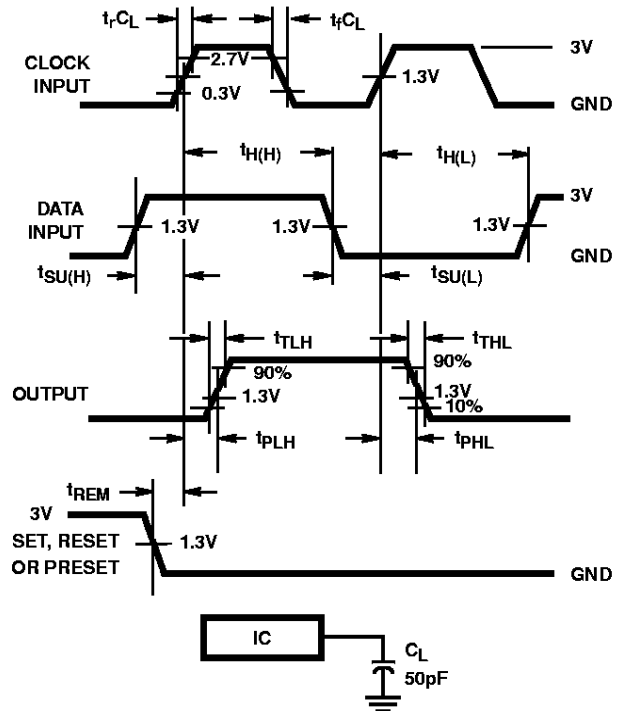 t_rC_L t_fC_L
CLOCK INPUT 2.7V 0.3V 1.3V 3V GND
t_H(H) t_H(L)
DATA INPUT 1.3V 1.3V 1.3V 3V GND
t_SU(H) t_SU(L)
t_TLH t_THL
OUTPUT 90% 1.3V 90% 1.3V 10%
t_PLH t_PHL
t_REM
3V
SET, RESET 1.3V
OR PRESET GND
IC
C_L
50pF